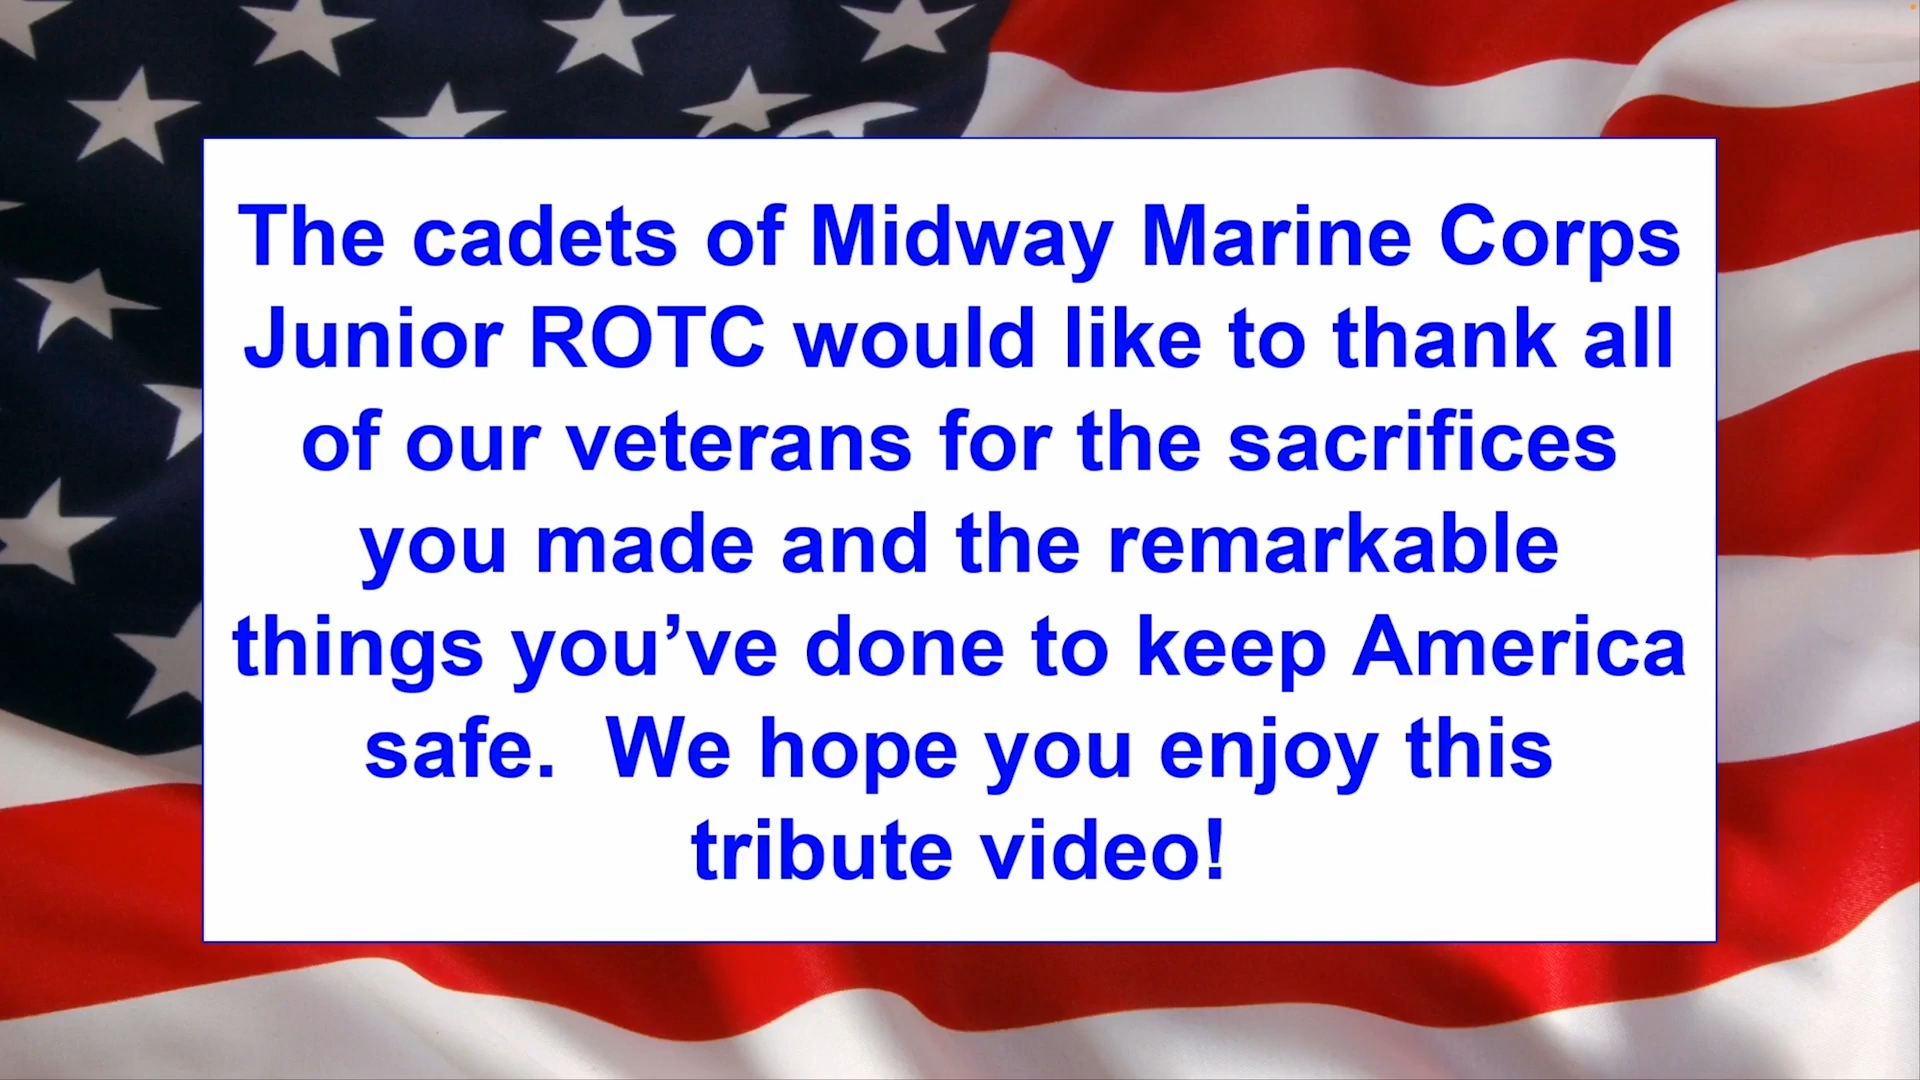 The cadets of Midway Marine Corps
Junior ROTC would like to thank all
of our veterans for the sacrifices
you made and the remarkable
things you’ve done to keep America
safe.  We hope you enjoy this
tribute video!